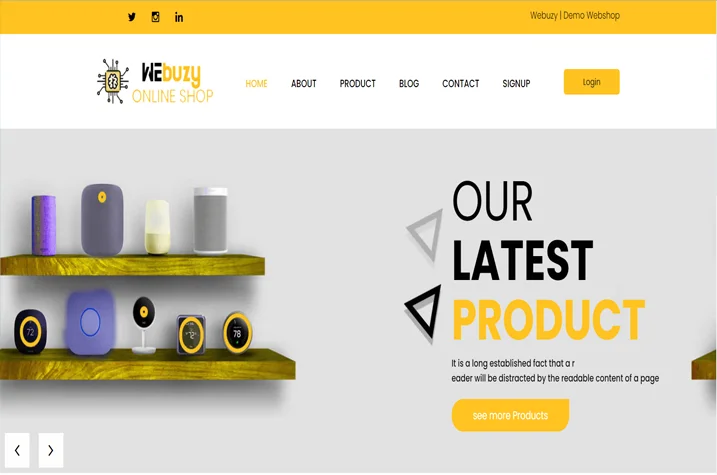 Webuzy | Demo Webshop
WEbuzy
ONLINE SHOP
HOME ABOUT PRODUCT BLOG CONTACT SIGNUP Login
OUR
LATEST
PRODUCT
It is a long established fact that a r
eader will be distracted by the readable content of a page
see more Products
72
72
78